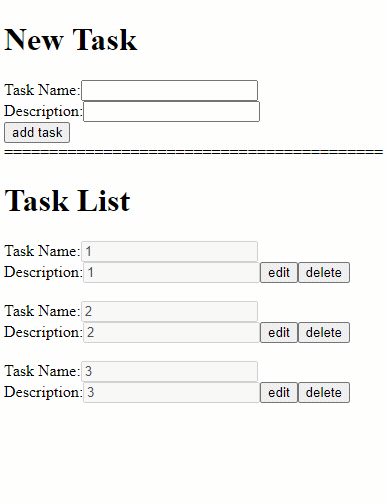 New Task
Task Name:
Description:
add task
==========================================
Task List
Task Name: 1
Description: 1 edit delete
Task Name: 2
Description: 2 edit delete
Task Name: 3
Description: 3 edit delete